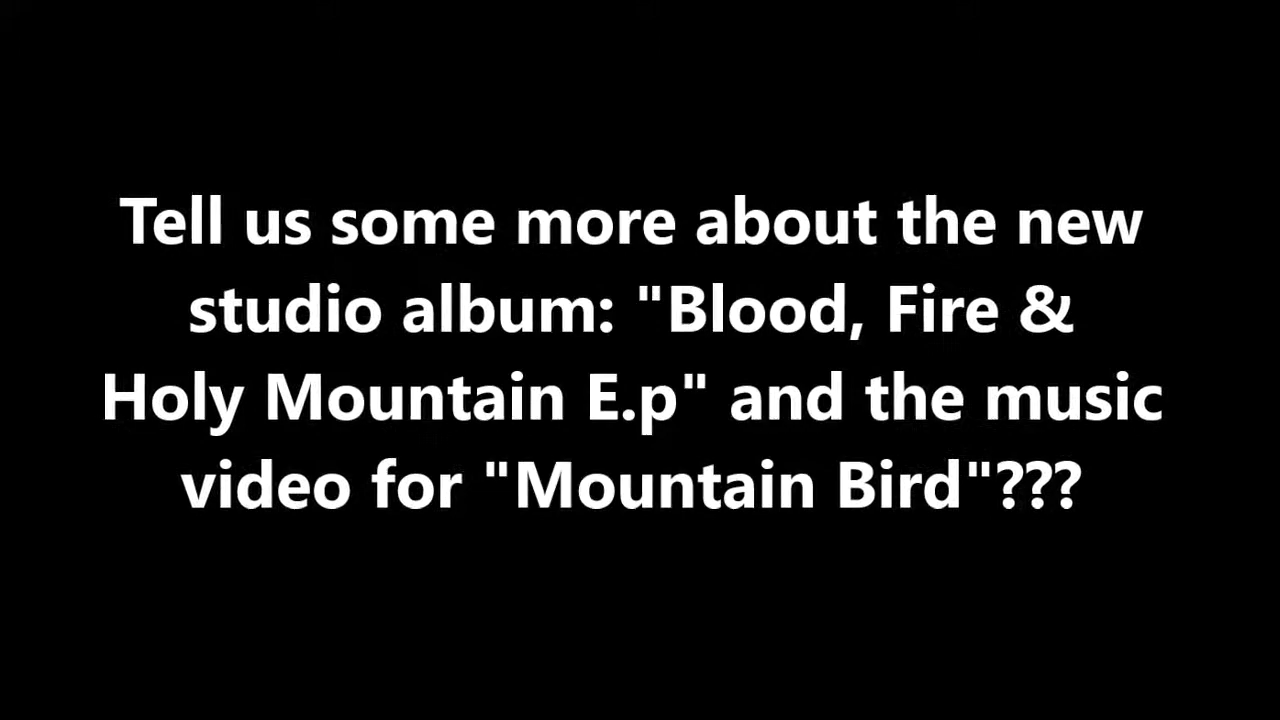 Tell us some more about the new
studio album: "Blood, Fire &
Holy Mountain E.p" and the music
video for "Mountain Bird"???